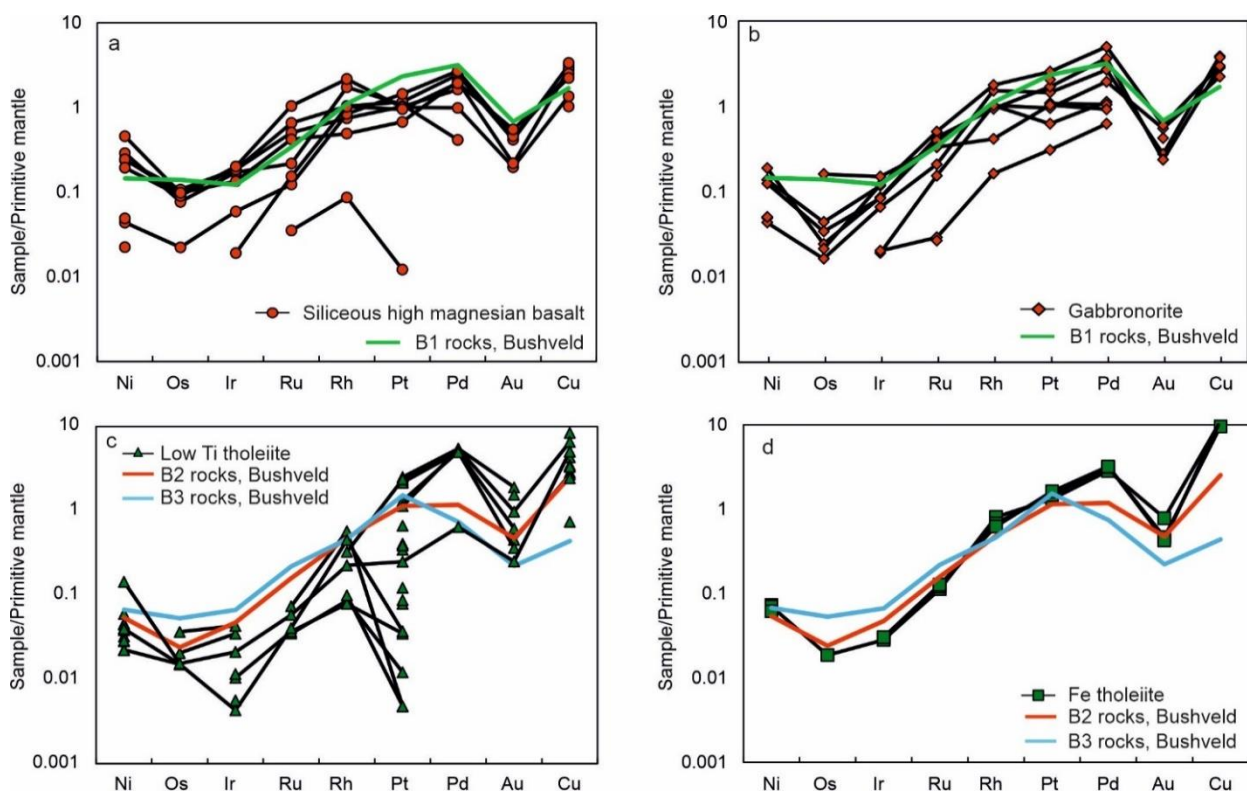 a
Sample/Primitive mantle
10
1
0.1
0.01
0.001
Siliceous high magnesian basalt
B1 rocks, Bushveld
Ni Os Ir Ru Rh Pt Pd Au Cu
b
Sample/Primitive mantle
10
1
0.1
0.01
0.001
Gabbronorite
B1 rocks, Bushveld
Ni Os Ir Ru Rh Pt Pd Au Cu
c
Sample/Primitive mantle
10
1
0.1
0.01
0.001
Low Ti tholeiite
B2 rocks, Bushveld
B3 rocks, Bushveld
Ni Os Ir Ru Rh Pt Pd Au Cu
d
Sample/Primitive mantle
10
1
0.1
0.01
0.001
Fe tholeiite
B2 rocks, Bushveld
B3 rocks, Bushveld
Ni Os Ir Ru Rh Pt Pd Au Cu